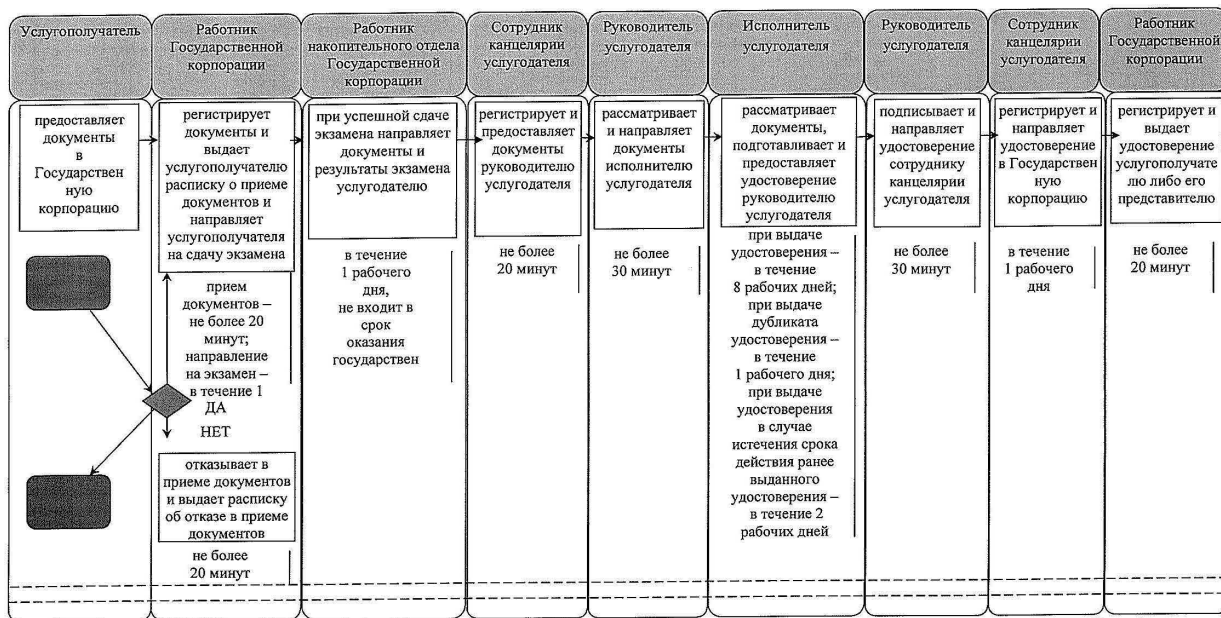 Услугополучатель
Работник
Государственной
корпорации
Работник
накопительного отдела
Государственной
корпорации
Сотрудник
канцелярии
услугодателя
Руководитель
услугодателя
Исполнитель
услугодателя
Руководитель
услугодателя
Сотрудник
канцелярии
услугодателя
Работник
Государственной
корпорации
предоставляет
документы
в
Государствен
ную
корпорацию
регистрирует
документы и
выдает
услугополучателю
расписку о приеме
документов и
направляет
услугополучателя
на сдачу экзамена
при успешной сдаче
экзамена направляет
документы и
результаты экзамена
услугодателю
регистрирует и
предоставляет
документы
руководителю
услугодателя
рассматривает
и направляет
документы
исполнителю
услугодателя
рассматривает
документы,
подготавливает и
предоставляет
удостоверение
руководителю
услугодателя
подписывает и
направляет
удостоверение
сотруднику
канцелярии
услугодателя
регистрирует и
направляет
удостоверение
в Государствен
ную
корпорацию
регистрирует и
выдает
удостоверение
услугополучате
лю либо его
представителю
прием
документов –
не более 20
минут;
направление
на экзамен –
в течение 1
ДА
НЕТ
отказывает в
приеме документов
и выдает расписку
об отказе в приеме
документов
не более
20 минут
в течение
1 рабочего
дня,
не входит в
срок
оказания
государствен
не более
20 минут
не более
30 минут
при выдаче
удостоверения –
в течение
8 рабочих дней;
при выдаче
дубликата
удостоверения –
в течение
1 рабочего дня;
при выдаче
удостоверения
в случае
истечения срока
действия ранее
выданного
удостоверения –
в течение 2
рабочих дней
не более
30 минут
в течение
1 рабочего
дня
не более
20 минут